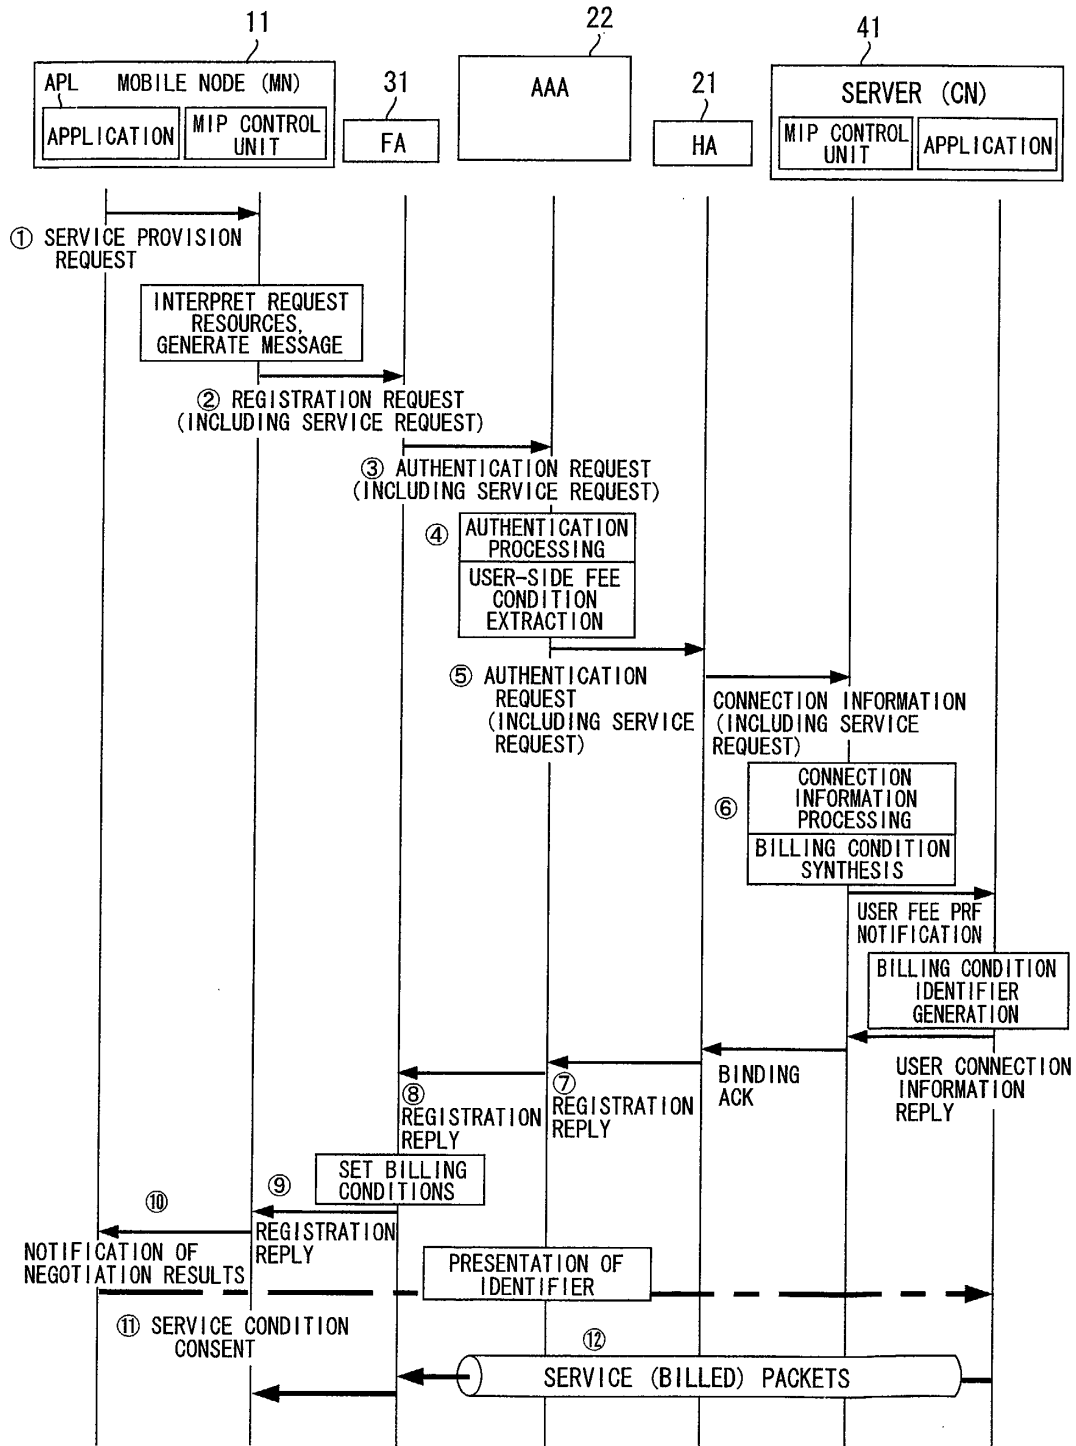 11
22
41
31
21
APL MOBILE NODE (MN)
APPLICATION
MIP CONTROL
UNIT
FA
AAA
HA
SERVER (CN)
MIP CONTROL
UNIT
APPLICATION
① SERVICE PROVISION
REQUEST
INTERPRET REQUEST
RESOURCES,
GENERATE MESSAGE
② REGISTRATION REQUEST
(INCLUDING SERVICE REQUEST)
③ AUTHENTICATION REQUEST
(INCLUDING SERVICE REQUEST)
④
AUTHENTICATION
PROCESSING
USER-SIDE FEE
CONDITION
EXTRACTION
⑤ AUTHENTICATION
REQUEST
(INCLUDING SERVICE
REQUEST)
CONNECTION INFORMATION
(INCLUDING SERVICE
REQUEST)
⑥
CONNECTION
INFORMATION
PROCESSING
BILLING CONDITION
SYNTHESIS
USER FEE PRF
NOTIFICATION
BILLING CONDITION
IDENTIFIER
GENERATION
USER CONNECTION
INFORMATION
REPLY
BINDING
ACK
⑦
REGISTRATION
REPLY
⑧
REGISTRATION
REPLY
SET BILLING
CONDITIONS
⑨
REGISTRATION
REPLY
⑩
NOTIFICATION OF
NEGOTIATION RESULTS
PRESENTATION OF
IDENTIFIER
⑪ SERVICE CONDITION
CONSENT
⑫
SERVICE (BILLED) PACKETS